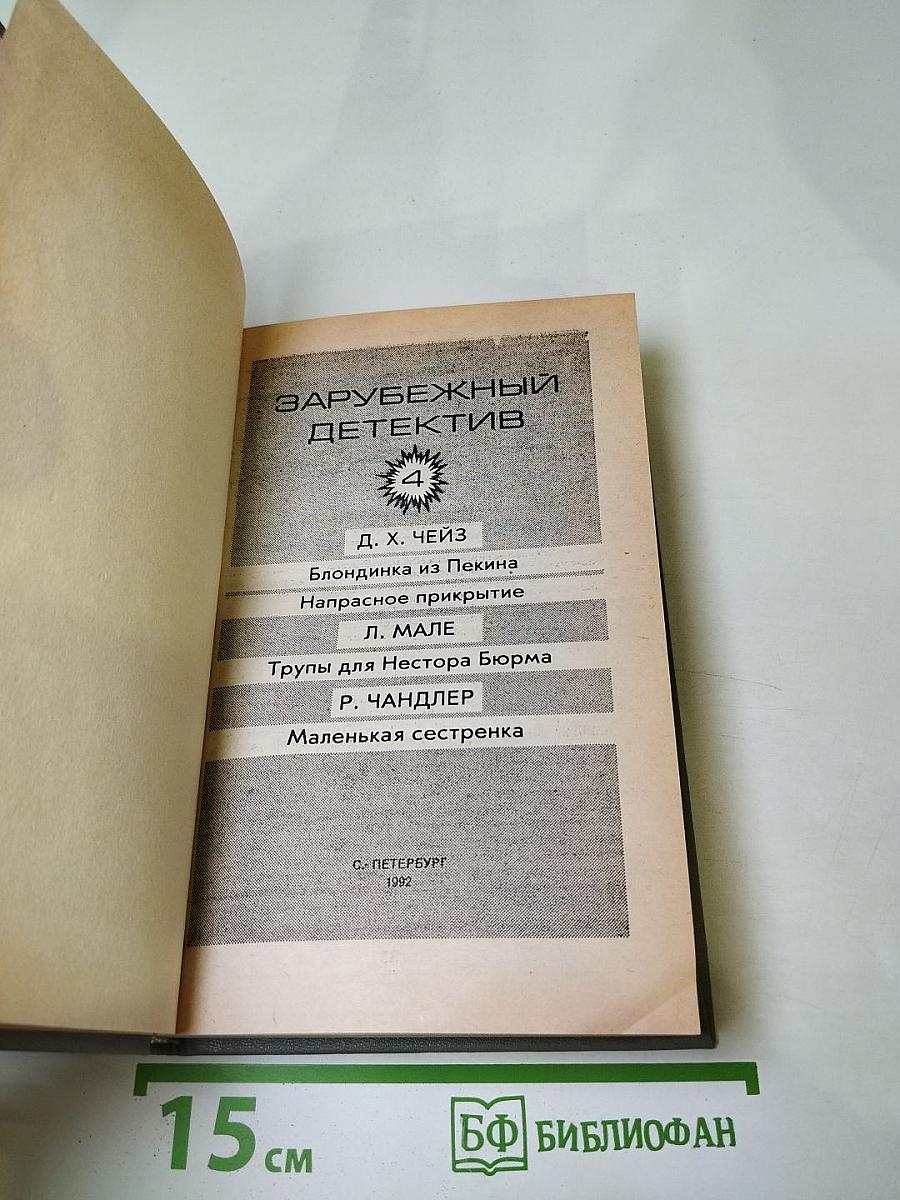 ЗАРУБЕЖНЫЙ
ДЕТЕКТИВ
4
Д. Х. ЧЕЙЗ
Блондинка из Пекина
Напрасное прикрытие
Л. МАЛЕ
Трупы для Нестора Бюрма
Р. ЧАНДЛЕР
Маленькая сестренка
С.- ПЕТЕРБУРГ
1992
15 см
БФ БИБЛИОФАН